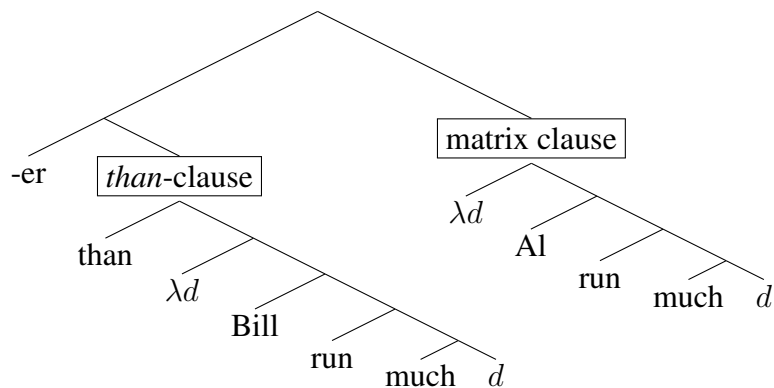 matrix clause
-er
than-clause
λd
than
Al
λd
run
Bill
much
d
run
much
d